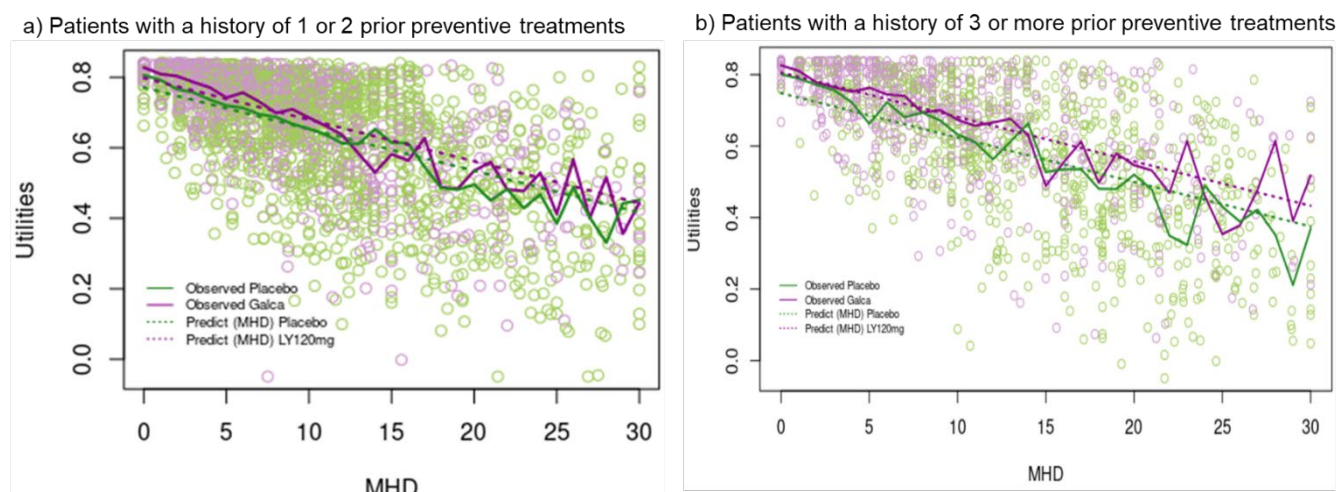 a) Patients with a history of 1 or 2 prior preventive treatments
Utilities
0.8
0.6
0.4
0.2
0.0
Observed Placebo
Observed Galca
Predict (MHD) Placebo
Predict (MHD) LY120mg
0 5 10 15 20 25 30
MHD
b) Patients with a history of 3 or more prior preventive treatments
Utilities
0.8
0.6
0.4
0.2
0.0
Observed Placebo
Observed Galca
Predict (MHD) Placebo
Predict (MHD) LY120mg
0 5 10 15 20 25 30
MHD